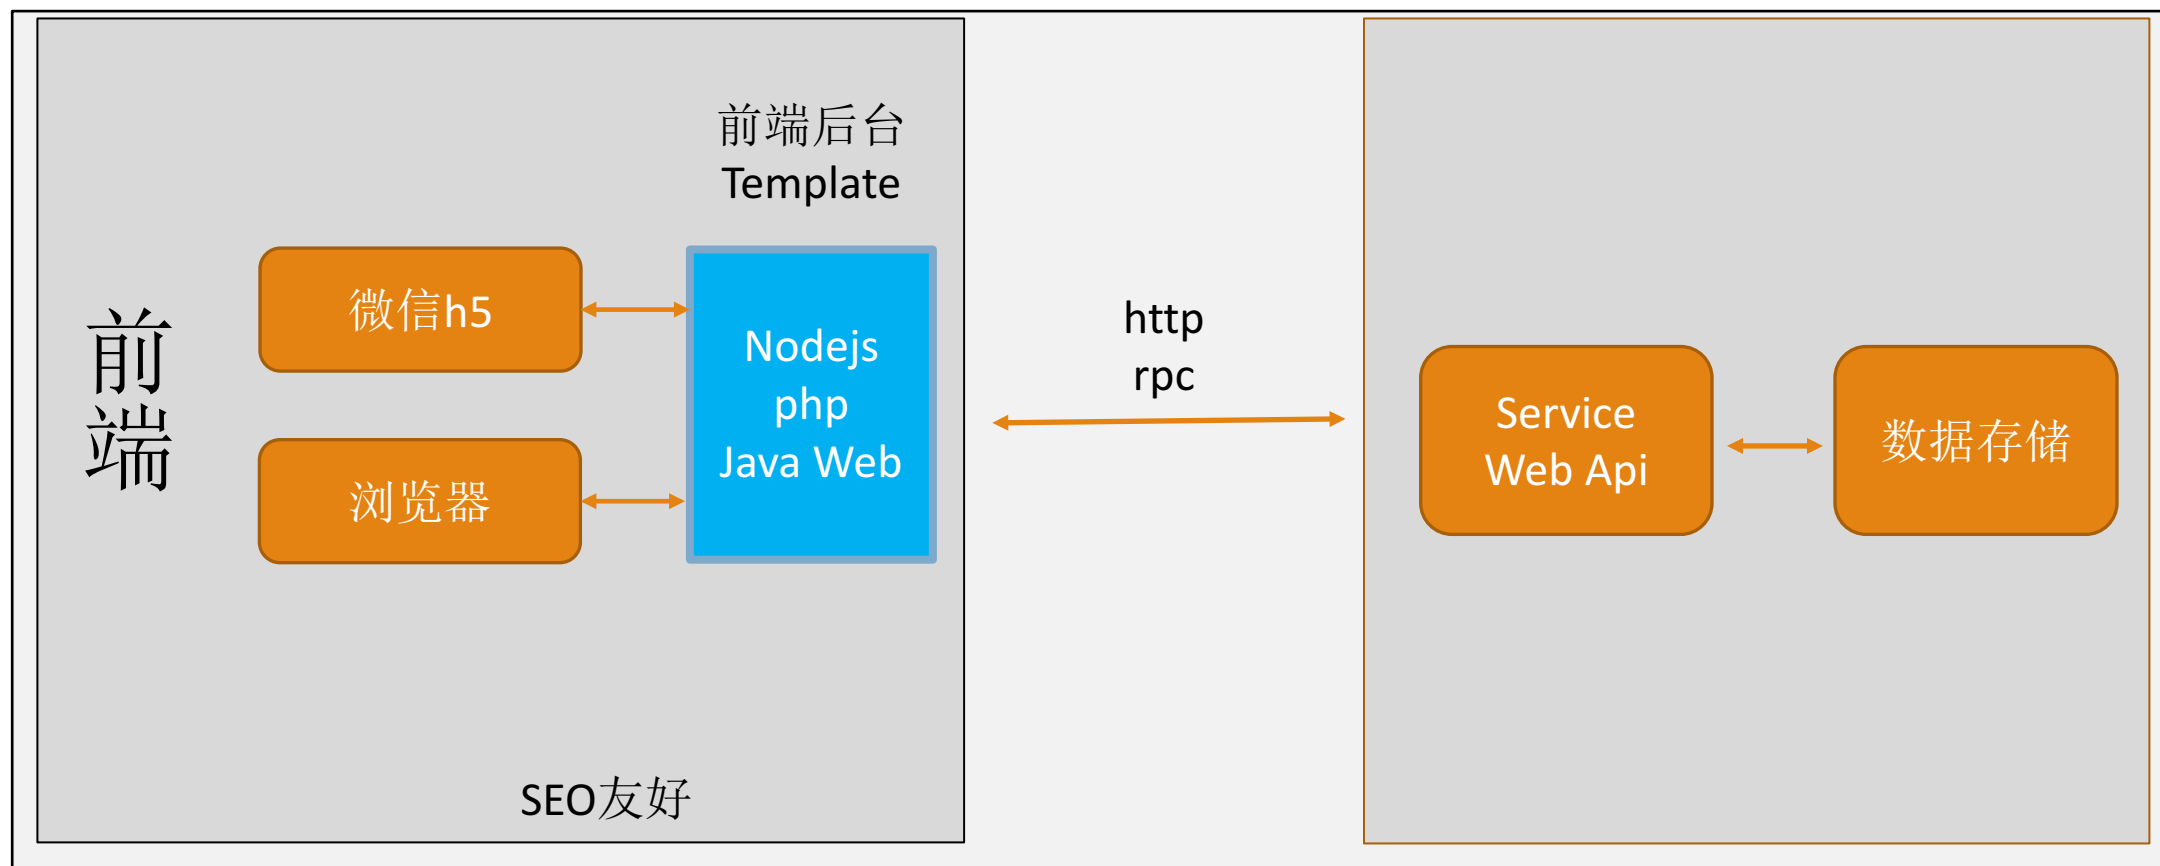 前端
前端后台
Template
微信h5
浏览器
Nodejs
php
Java Web
SEO友好
http
rpc
Service
Web Api
数据存储